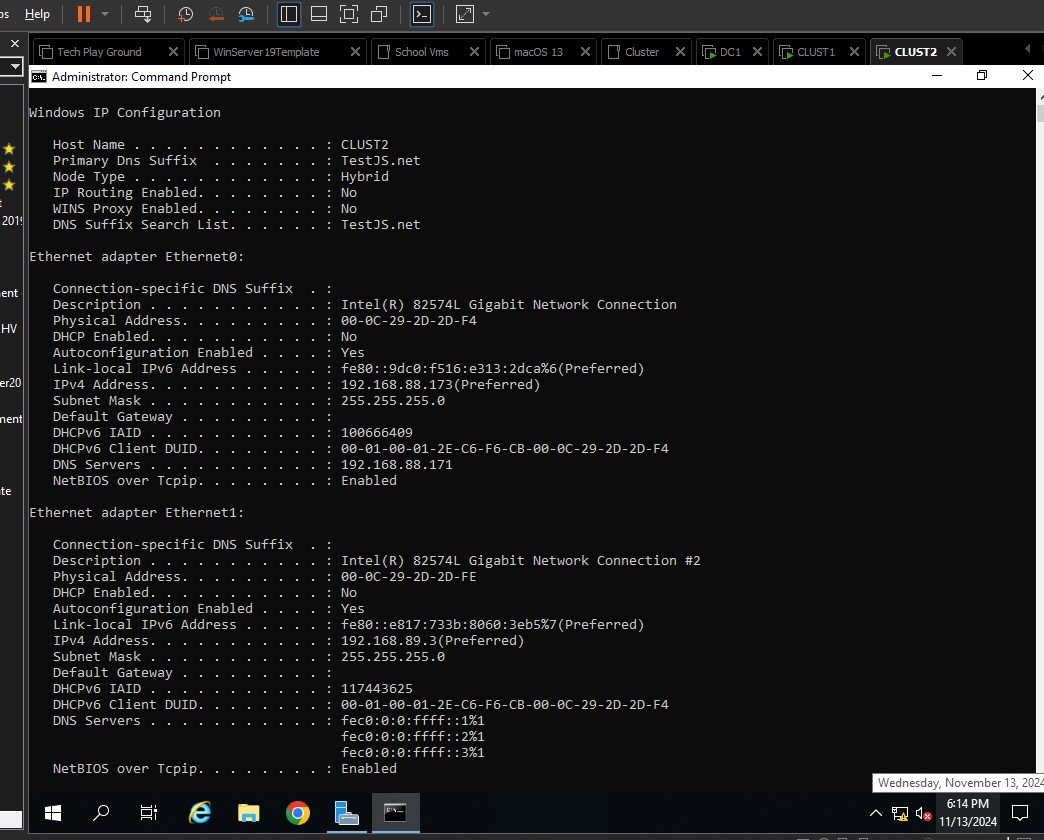 ps Help
Tech Play Ground
WinServer19Template
School Vms
macOS 13
Cluster
DC1
CLUST1
CLUST2
Administrator: Command Prompt
Windows IP Configuration
Host Name . . . . . . . . . . . . : CLUST2
Primary Dns Suffix . . . . . . . : TestJS.net
Node Type . . . . . . . . . . . . : Hybrid
IP Routing Enabled. . . . . . . . : No
WINS Proxy Enabled. . . . . . . . : No
DNS Suffix Search List. . . . . . : TestJS.net
Ethernet adapter Ethernet0:
Connection-specific DNS Suffix . :
Description . . . . . . . . . . . : Intel(R) 82574L Gigabit Network Connection
Physical Address. . . . . . . . . : 00-0C-29-2D-2D-F4
DHCP Enabled. . . . . . . . . . . : No
Autoconfiguration Enabled . . . . : Yes
Link-local IPv6 Address . . . . . : fe80::9dc0:f516:e313:2dca%6(Preferred)
IPv4 Address. . . . . . . . . . . : 192.168.88.173(Preferred)
Subnet Mask . . . . . . . . . . . : 255.255.255.0
Default Gateway . . . . . . . . . :
DHCPv6 IAID . . . . . . . . . . . : 100666409
DHCPv6 Client DUID. . . . . . . . : 00-01-00-01-2E-C6-F6-CB-00-0C-29-2D-2D-F4
DNS Servers . . . . . . . . . . . : 192.168.88.171
NetBIOS over Tcpip. . . . . . . . : Enabled
Ethernet adapter Ethernet1:
Connection-specific DNS Suffix . :
Description . . . . . . . . . . . : Intel(R) 82574L Gigabit Network Connection #2
Physical Address. . . . . . . . . : 00-0C-29-2D-2D-FE
DHCP Enabled. . . . . . . . . . . : No
Autoconfiguration Enabled . . . . : Yes
Link-local IPv6 Address . . . . . : fe80::e817:733b:8060:3eb5%7(Preferred)
IPv4 Address. . . . . . . . . . . : 192.168.89.3(Preferred)
Subnet Mask . . . . . . . . . . . : 255.255.255.0
Default Gateway . . . . . . . . . :
DHCPv6 IAID . . . . . . . . . . . : 117443625
DHCPv6 Client DUID. . . . . . . . : 00-01-00-01-2E-C6-F6-CB-00-0C-29-2D-2D-F4
DNS Servers . . . . . . . . . . . : fec0:0:0:ffff::1%1
fec0:0:0:ffff::2%1
fec0:0:0:ffff::3%1
NetBIOS over Tcpip. . . . . . . . : Enabled
HV
Wednesday, November 13, 2024
6:14 PM
11/13/2024